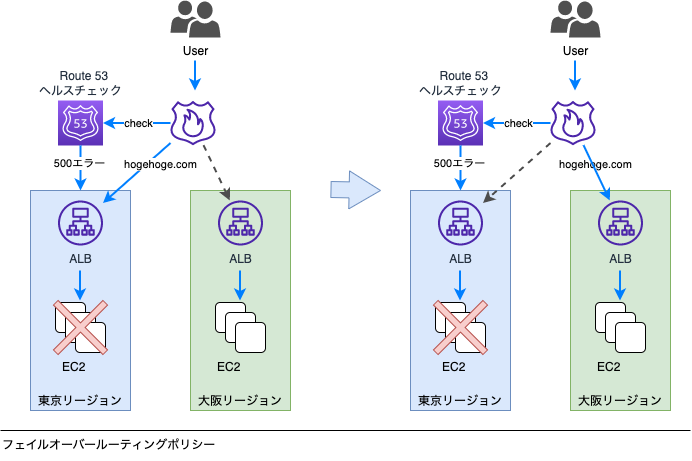 User
Route 53
ヘルスチェック
53
check
500エラー
hogehoge.com
ALB
ALB
EC2
EC2
東京リージョン
大阪リージョン
User
Route 53
ヘルスチェック
53
check
500エラー
hogehoge.com
ALB
ALB
EC2
EC2
東京リージョン
大阪リージョン
フェイルオーバールーティングポリシー